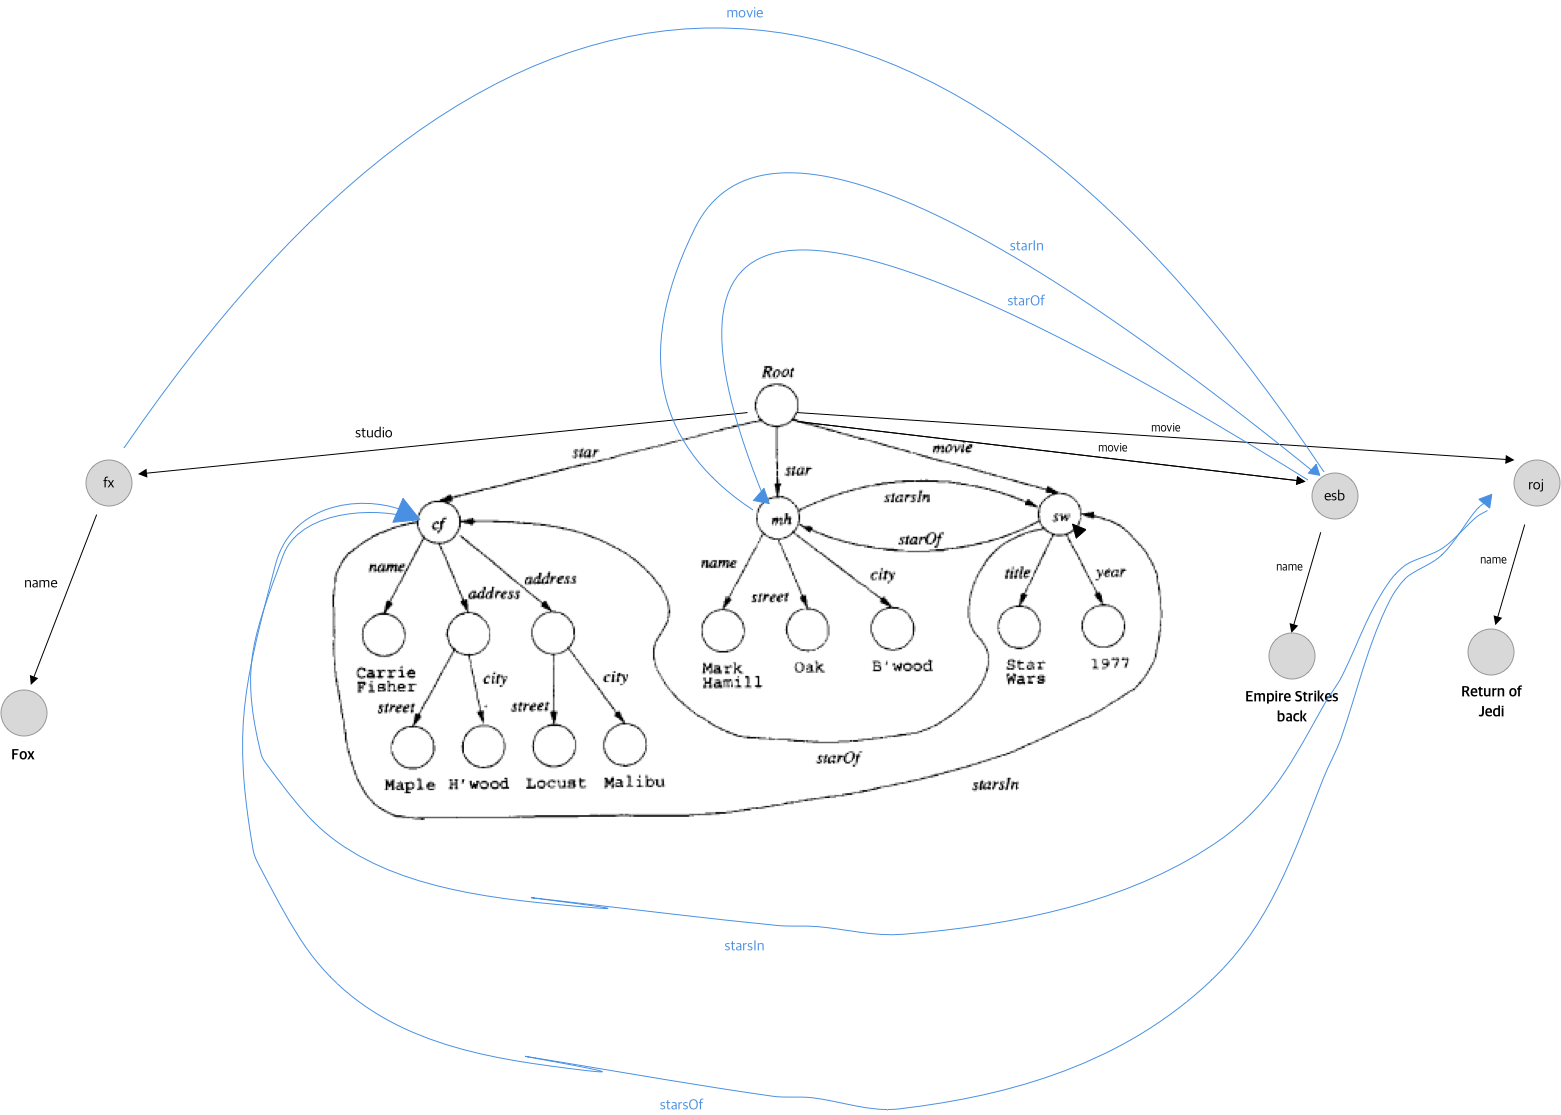 movie
starIn
starOf
Root
studio
movie
star
movie
movie
star
fx
esb
roj
starsIn
cf
mh
sw
starOf
name
address
address
name
street
city
title
year
name
name
name
Carrie
Fisher
Mark
Hamill
Oak
B'wood
Star
Wars
1977
city
city
street
street
Empire Strikes
back
Return of
Jedi
Fox
starOf
Maple
H'wood
Locust
Malibu
starsIn
starsIn
starsOf